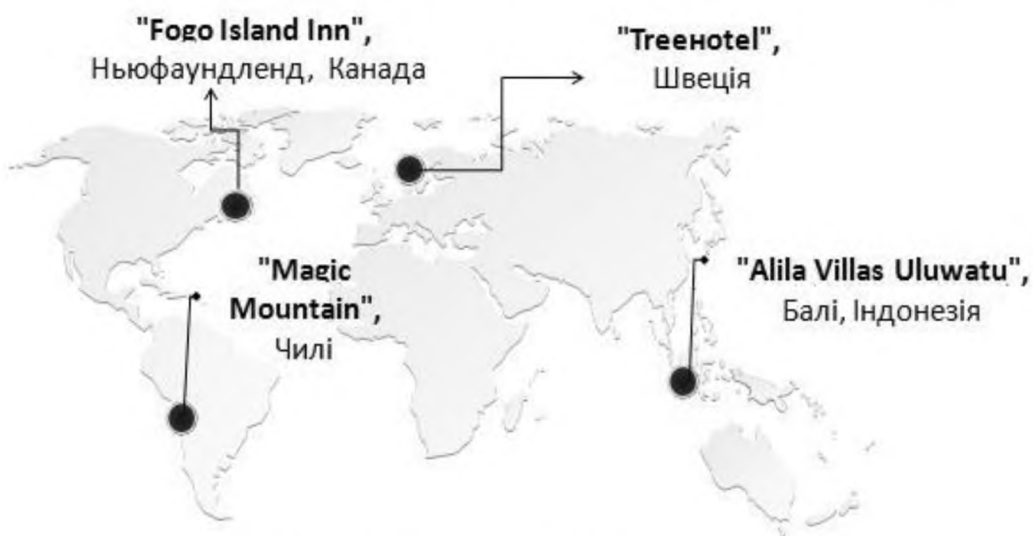 "Fogo Island Inn",
Ньюфаундленд, Канада
"Treeнotel",
Швеція
"Magic
Mountain",
Чилі
"Alila Villas Uluwatu",
Балі, Індонезія